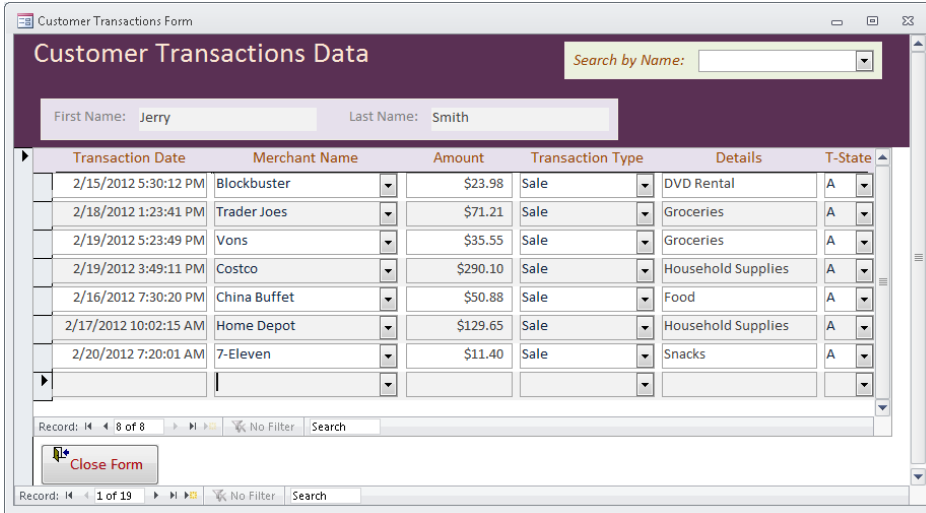 Customer Transactions Form
Customer Transactions Data
Search by Name:
First Name: Jerry Last Name: Smith
Transaction Date Merchant Name Amount Transaction Type Details T-State
2/15/2012 5:30:12 PM Blockbuster $23.98 Sale DVD Rental A
2/18/2012 1:23:41 PM Trader Joes $71.21 Sale Groceries A
2/19/2012 5:23:49 PM Vons $35.55 Sale Groceries A
2/19/2012 3:49:11 PM Costco $290.10 Sale Household Supplies A
2/16/2012 7:30:20 PM China Buffet $50.88 Sale Food A
2/17/2012 10:02:15 AM Home Depot $129.65 Sale Household Supplies A
2/20/2012 7:20:01 AM 7-Eleven $11.40 Sale Snacks A
Record: 8 of 8 No Filter Search
Close Form
Record: 1 of 19 No Filter Search